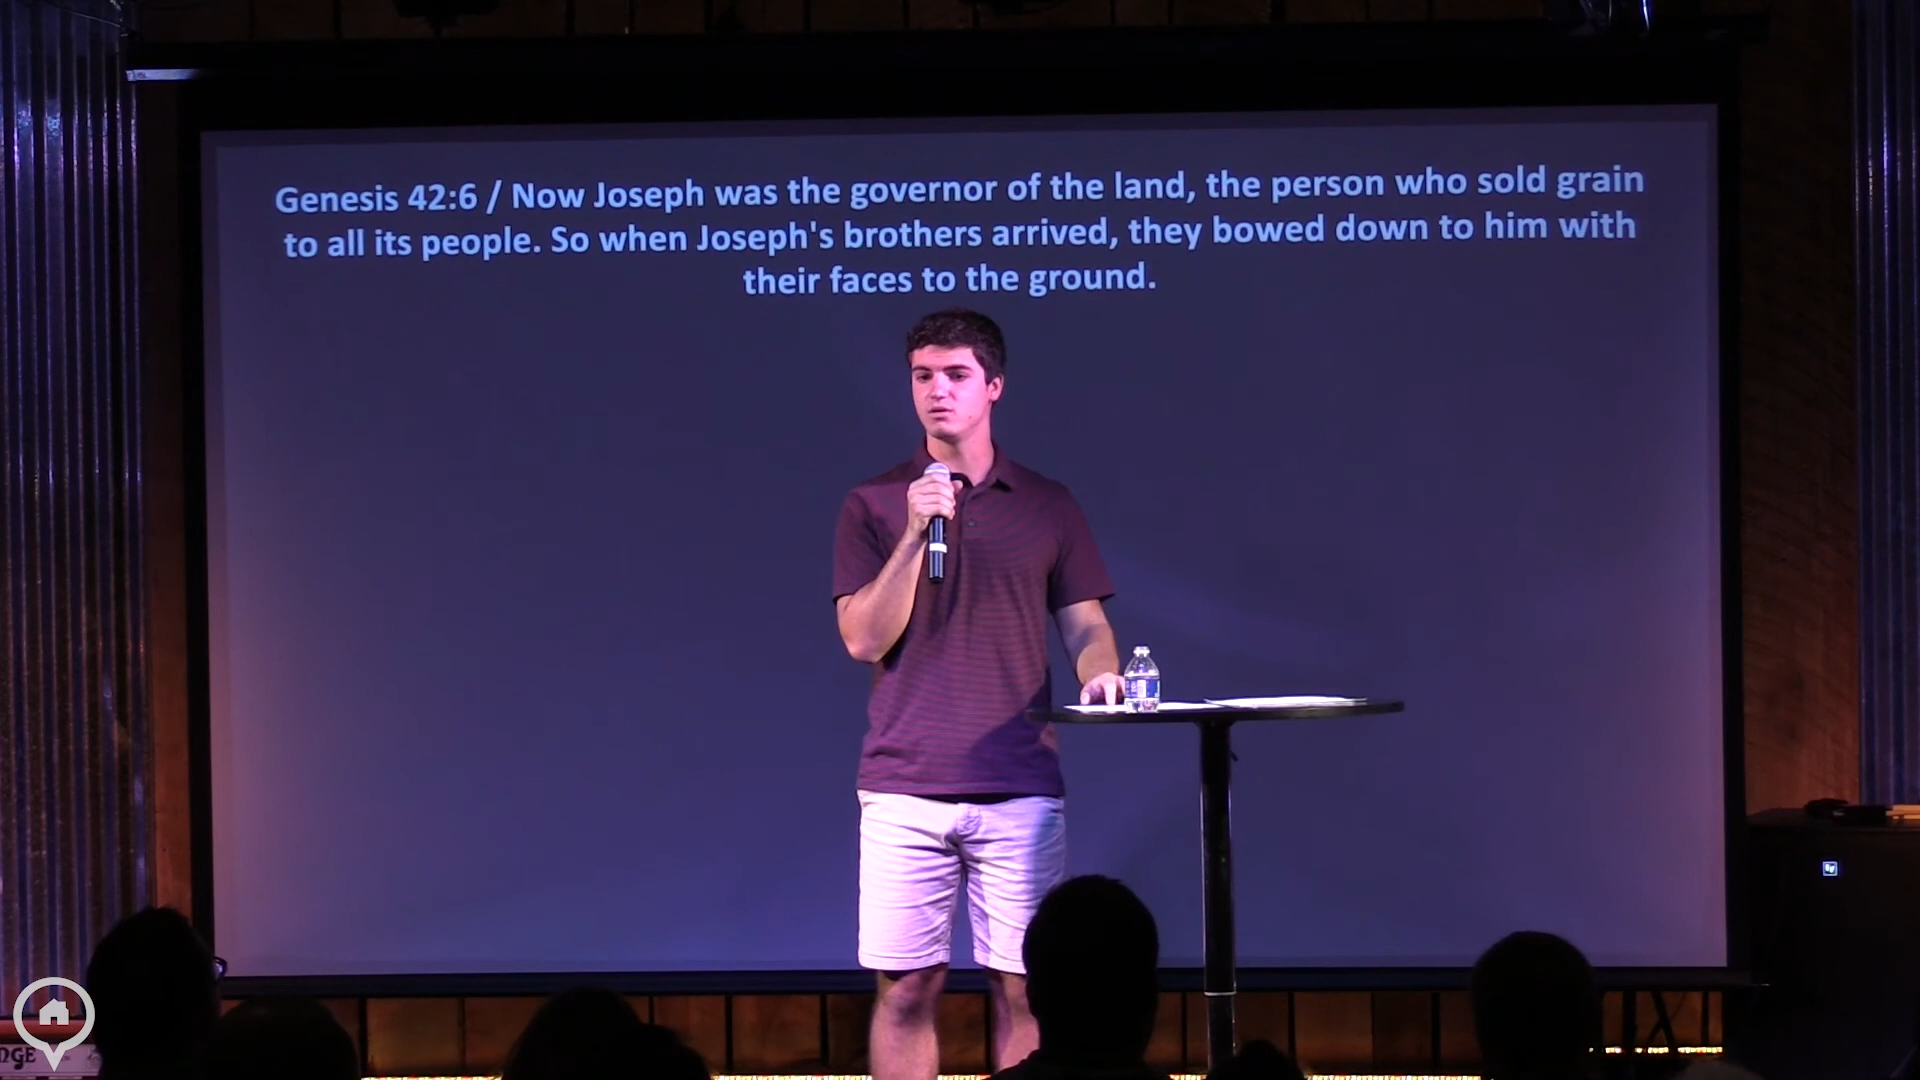 Genesis 42:6 / Now Joseph was the governor of the land, the person who sold grain
to all its people. So when Joseph's brothers arrived, they bowed down to him with
their faces to the ground.
NGE